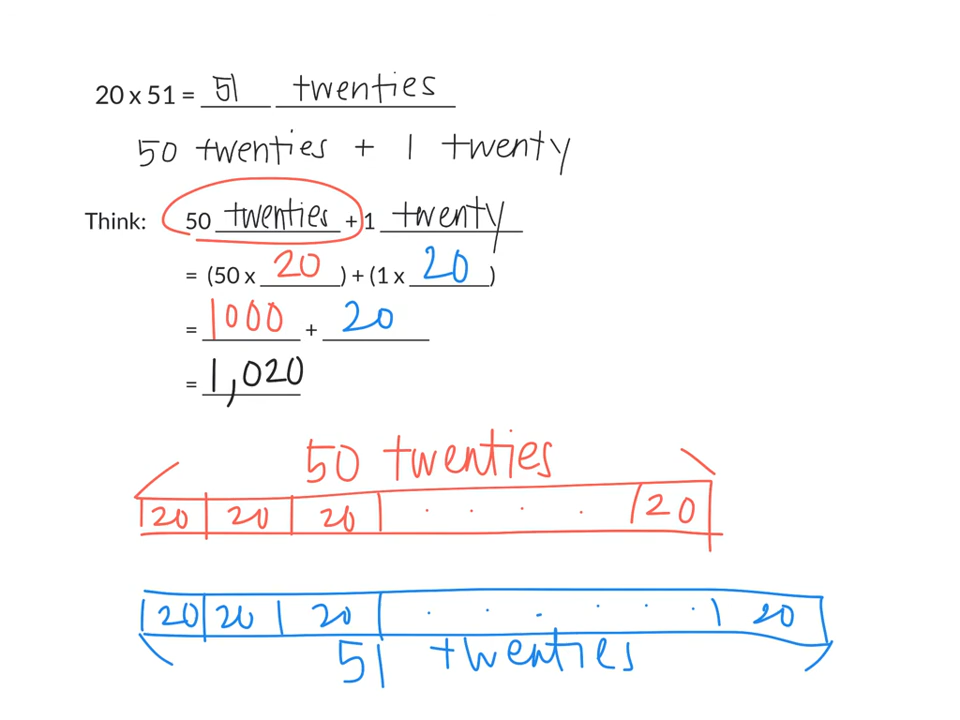 20 x 51 = 51 twenties
50 twenties + 1 twenty
Think: 50 twenties + 1 twenty
= (50 x 20) + (1 x 20)
= 1000 + 20
= 1,020
50 twenties
20 20 20 . . . . 20
20 20 20 . . . . . . 20
51 twenties